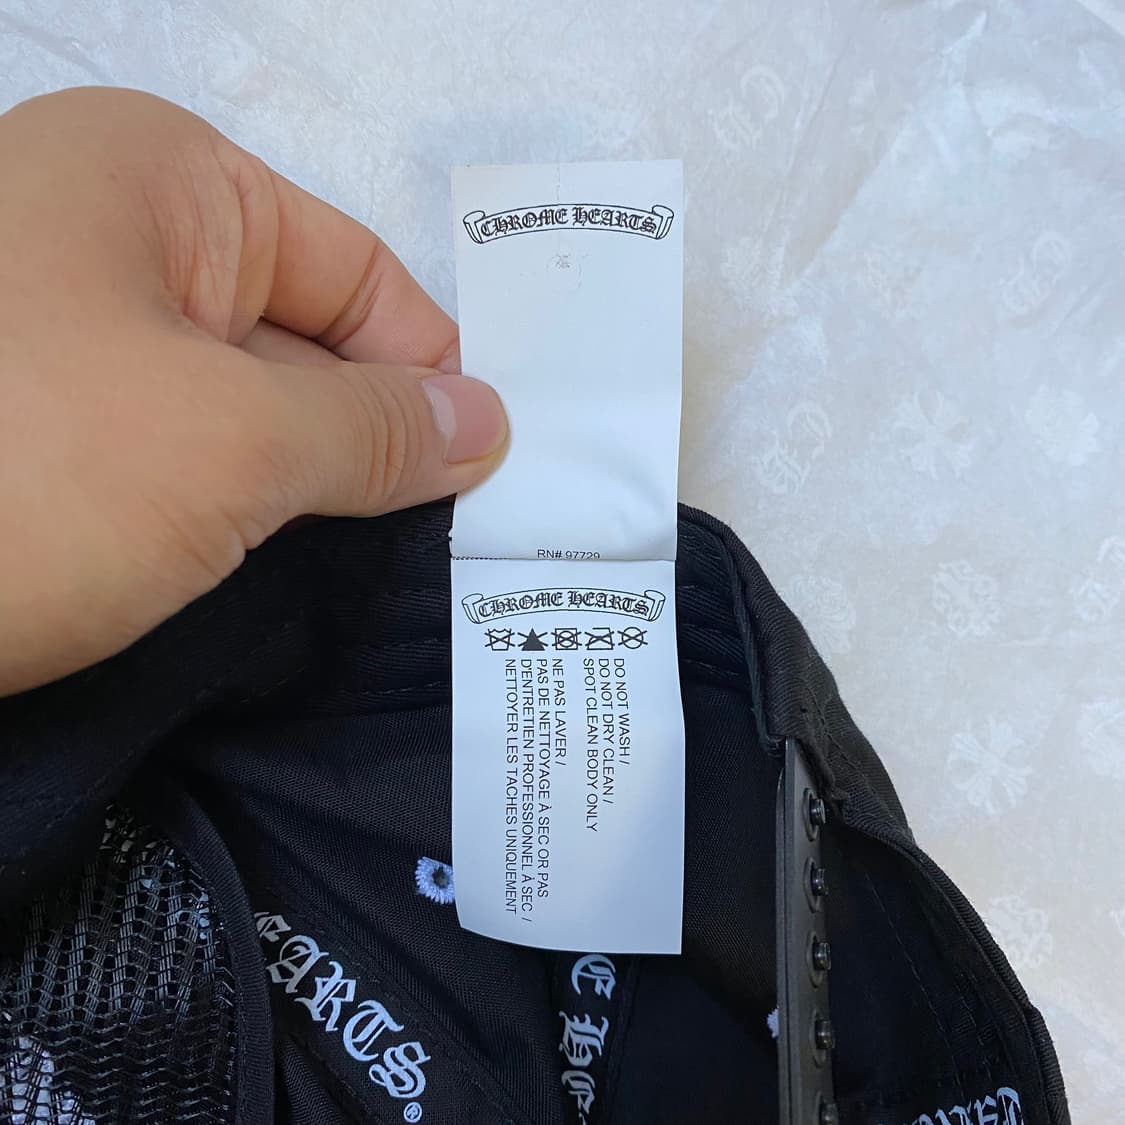 CHROME HEARTS
RN# 97729
CHROME HEARTS
DO NOT WASH /
DO NOT DRY CLEAN /
SPOT CLEAN BODY ONLY
NE PAS LAVER /
PAS DE NETTOYAGE À SEC OR PAS
D'ENTRETIEN PROFESSIONNEL À SEC /
NETTOYER LES TACHES UNIQUEMENT
EARTS®